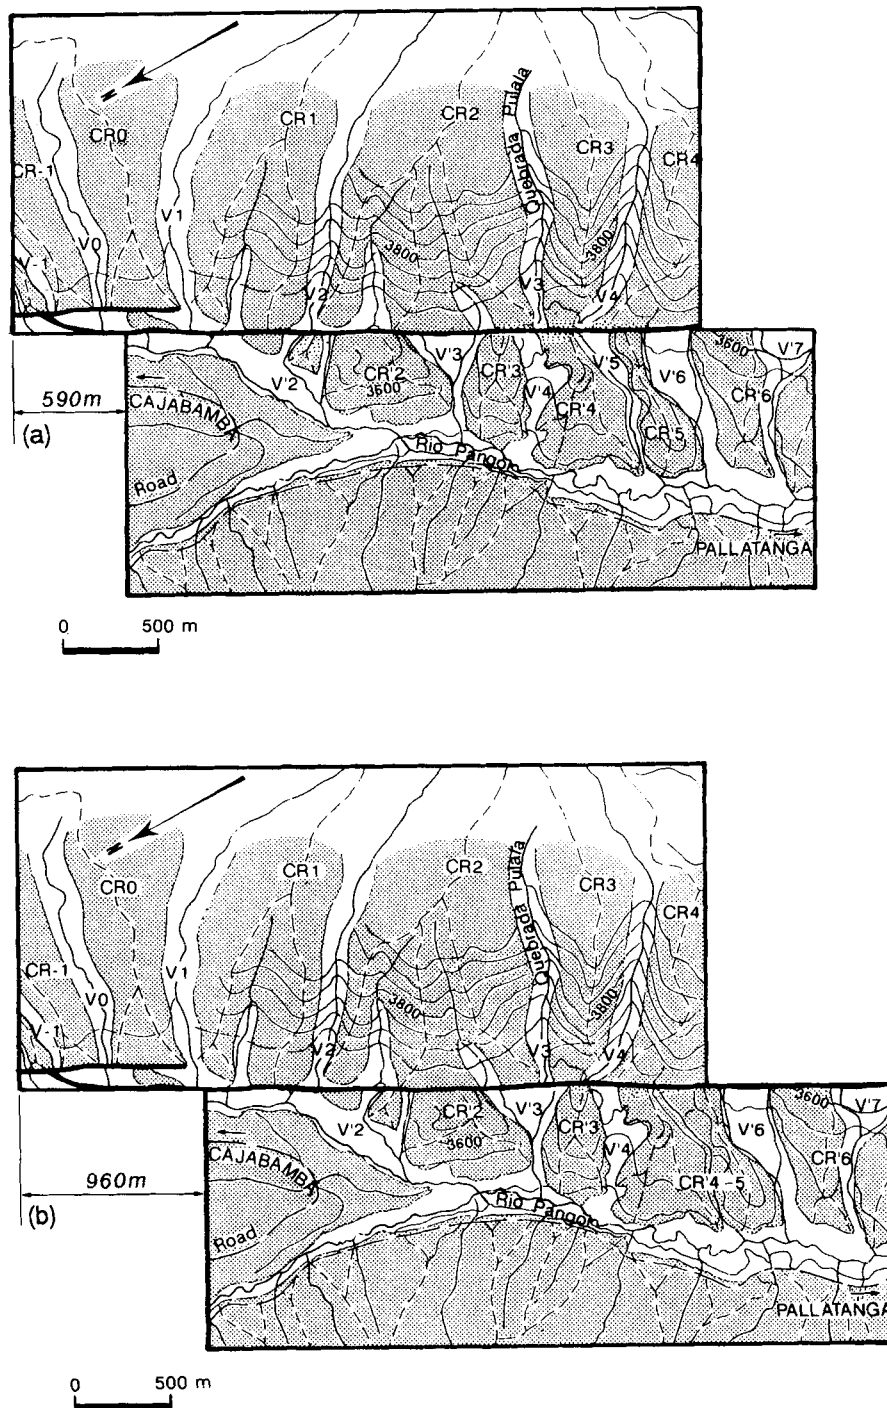 Quebrada Pulala
CR0
CR1
CR2
CR3
CR4
CR-1
V1
V0
3800
3800
V-1
V2
V3
V4
3600
V'7
V'3
V'5
CR'2
CR'3
V'6
V'2
3600
V'4
CR'6
590m
CAJABAMBA
CR'4
CR'5
(a)
Rio Pangor
Road
PALLATANGA
0 500 m
Quebrada Pulala
CR0
CR1
CR2
CR3
CR4
CR-1
V1
V0
3800
3800
V-1
V2
V3
V4
3600
V'7
CR'2
V'3
V'6
V'2
CR'3
3600
V'4
CR'6
960m
CAJABAMBA
CR'4-5
(b)
Rio Pangor
Road
PALLATANGA
0 500 m